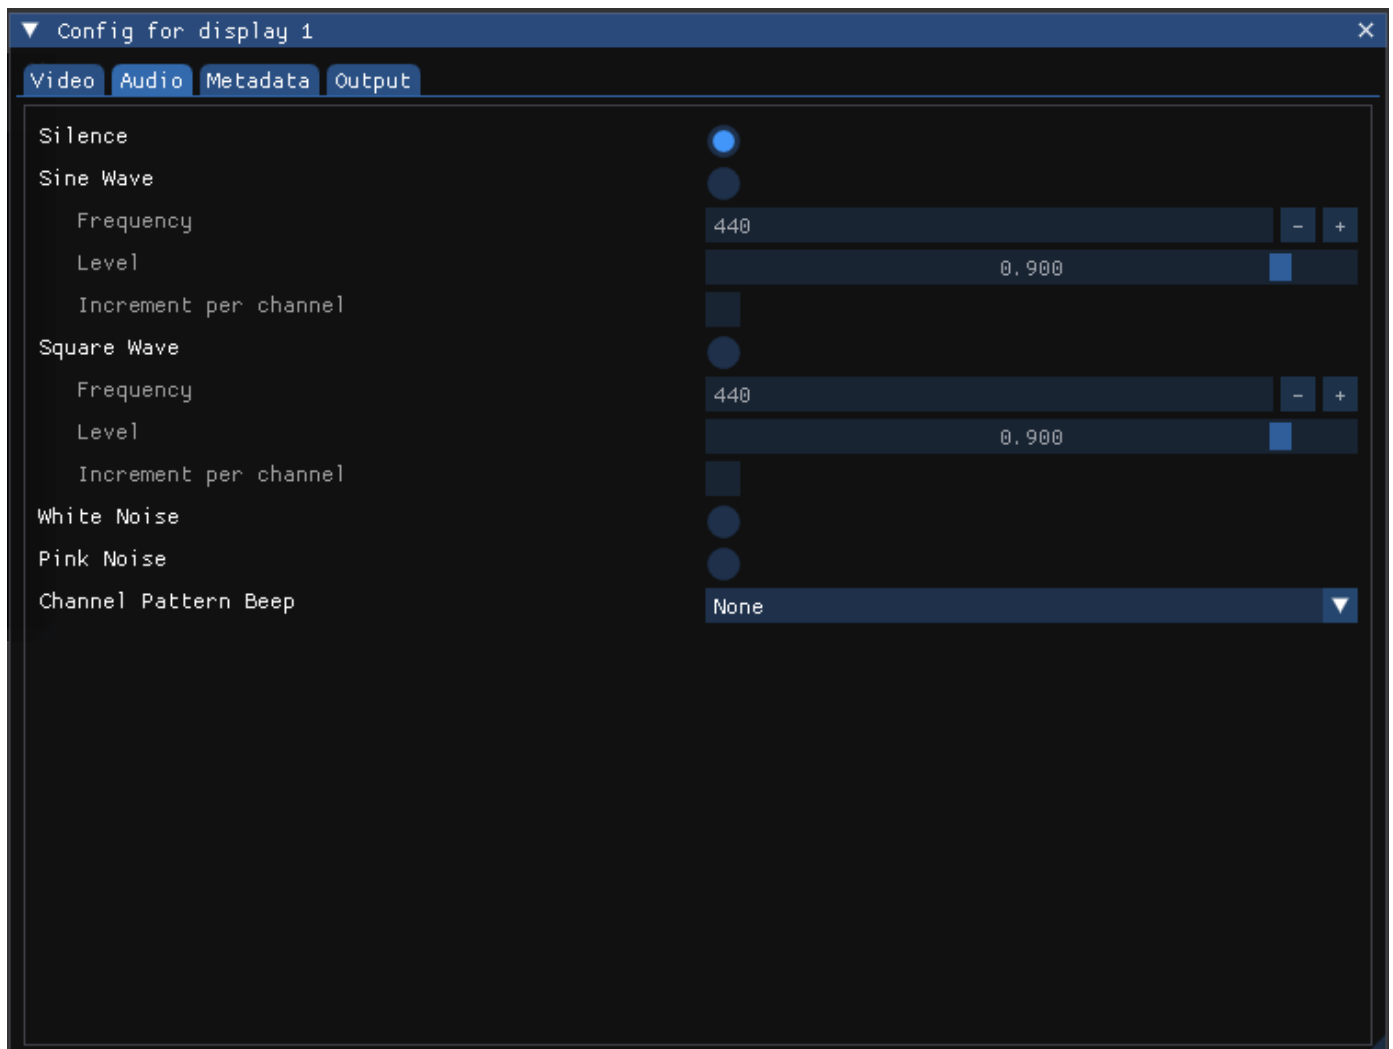 Config for display 1
Video Audio Metadata Output
Silence
Sine Wave
Frequency 440 - +
Level 0.900
Increment per channel
Square Wave
Frequency 440 - +
Level 0.900
Increment per channel
White Noise
Pink Noise
Channel Pattern Beep None